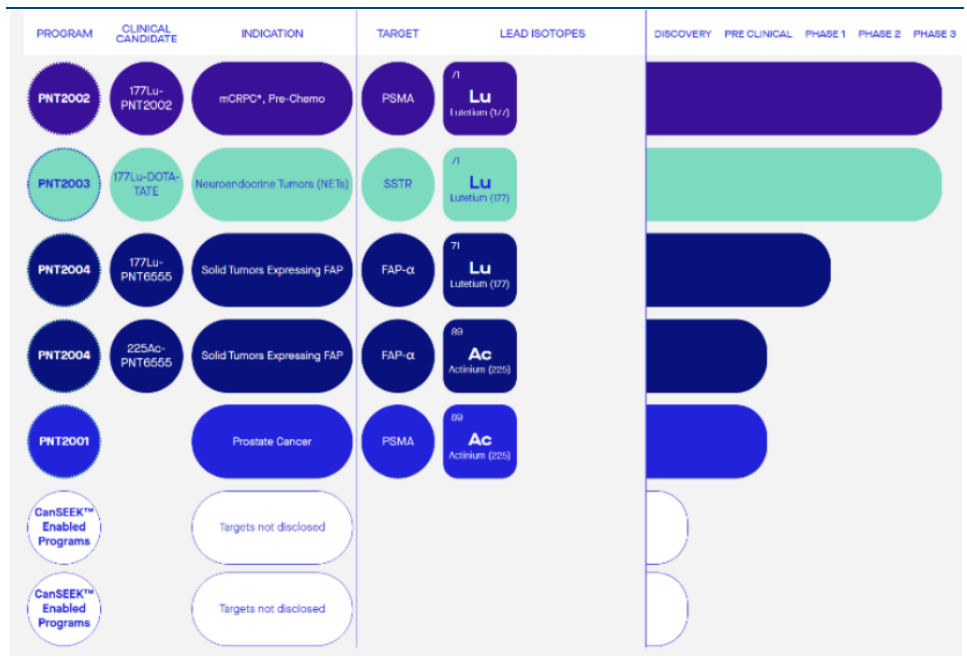 PROGRAM
CLINICAL
CANDIDATE
INDICATION
TARGET
LEAD ISOTOPES
DISCOVERY
PRE CLINICAL
PHASE 1
PHASE 2
PHASE 3
PNT2002
177Lu-
PNT2002
mCRPC*, Pre-Chemo
PSMA
71
Lu
Lutetium (177)
PNT2003
177Lu-DOTA-
TATE
Neuroendocrine Tumors (NETs)
SSTR
71
Lu
Lutetium (177)
PNT2004
177Lu-
PNT6555
Solid Tumors Expressing FAP
FAP-α
71
Lu
Lutetium (177)
PNT2004
225Ac-
PNT6555
Solid Tumors Expressing FAP
FAP-α
89
Ac
Actinium (225)
PNT2001
Prostate Cancer
PSMA
89
Ac
Actinium (225)
CanSEEK™
Enabled
Programs
Targets not disclosed
CanSEEK™
Enabled
Programs
Targets not disclosed